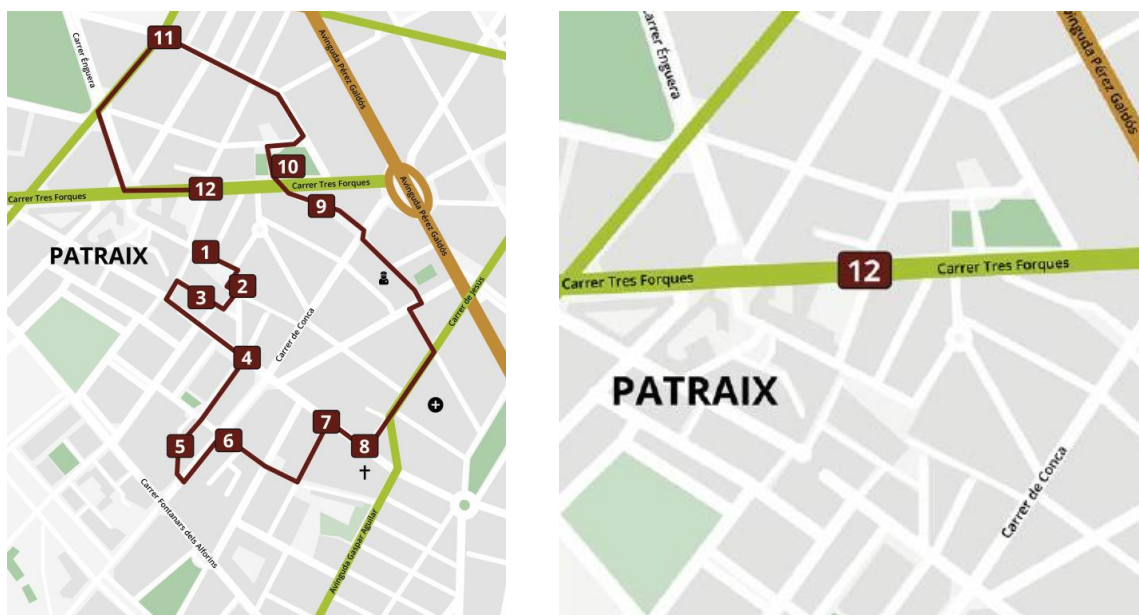 11
Carrer Énguera
Avinguda Pérez Galdós
10
12
Carrer Tres Forques
Carrer Tres Forques
9
Avinguda Pérez Galdós
PATRAIX
1
2
3
Carrer de Jesús
Carrer de Conca
4
7
5
6
8
Carrer Fontanars dels Alforins
Avinguda Gaspar Aguilar
Carrer Énguera
Avinguda Pérez Galdós
Carrer Tres Forques
12
Carrer Tres Forques
PATRAIX
Carrer de Conca